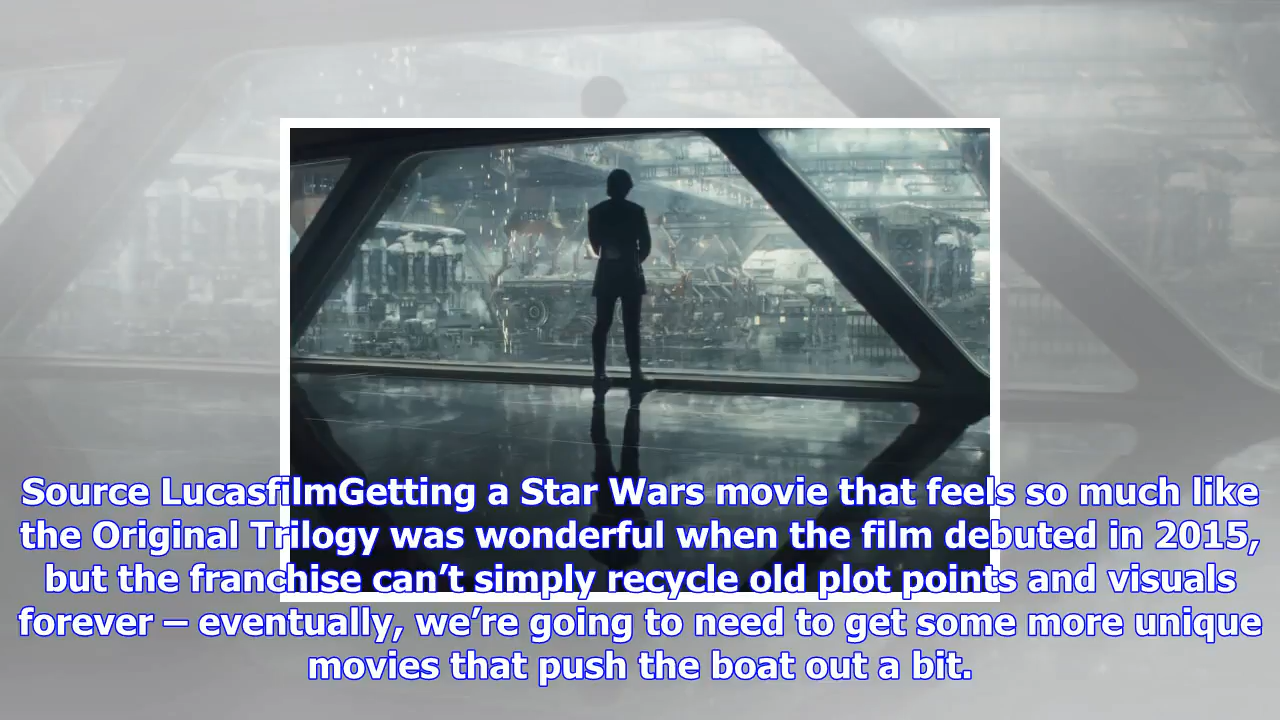 Source LucasfilmGetting a Star Wars movie that feels so much like
the Original Trilogy was wonderful when the film debuted in 2015,
but the franchise can’t simply recycle old plot points and visuals
forever – eventually, we’re going to need to get some more unique
movies that push the boat out a bit.